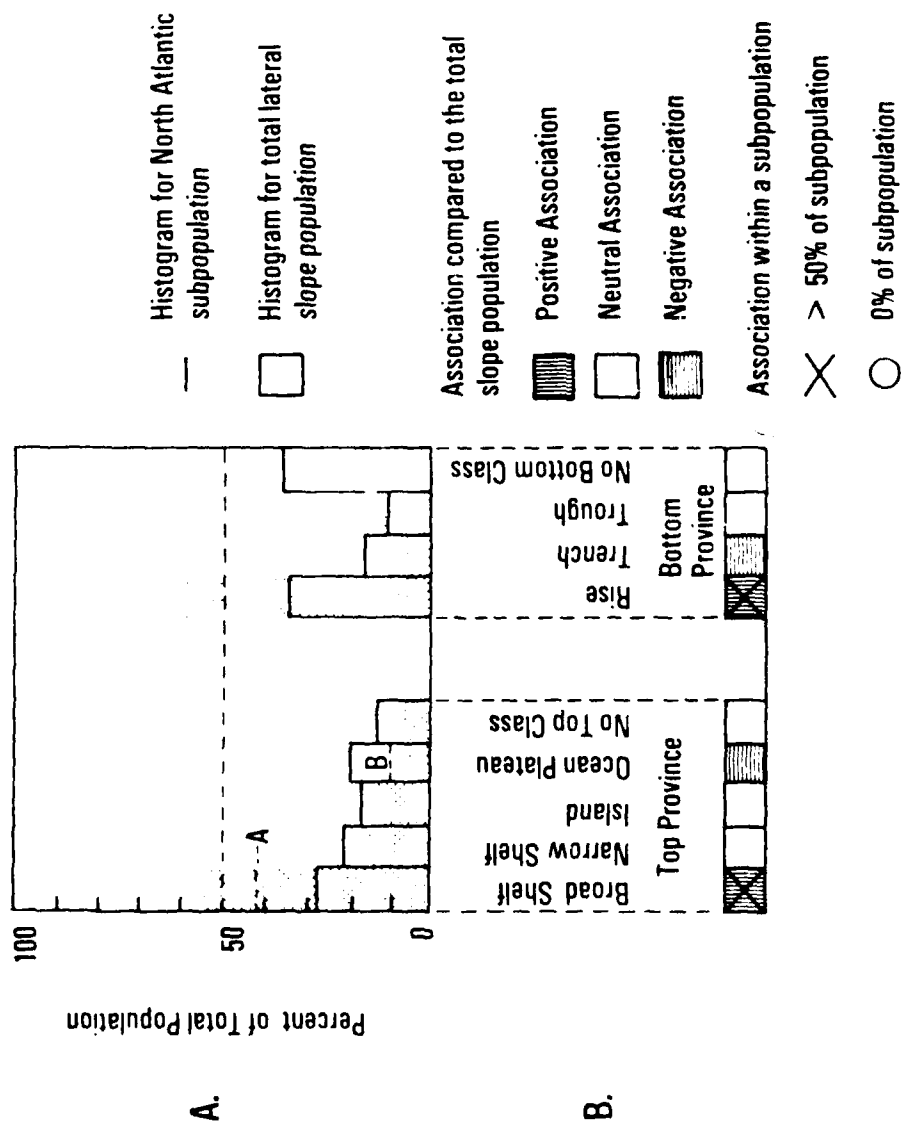 A.
Percent of Total Population
100
50
0
A
B
Histogram for North Atlantic
subpopulation
Histogram for total lateral
slope population
B.
Broad Shelf
Narrow Shelf
Island
Ocean Plateau
No Top Class
Top Province
Rise
Trench
Trough
No Bottom Class
Bottom
Province
Association compared to the total
slope population
Positive Association
Neutral Association
Negative Association
Association within a subpopulation
> 50% of subpopulation
0% of subpopulation